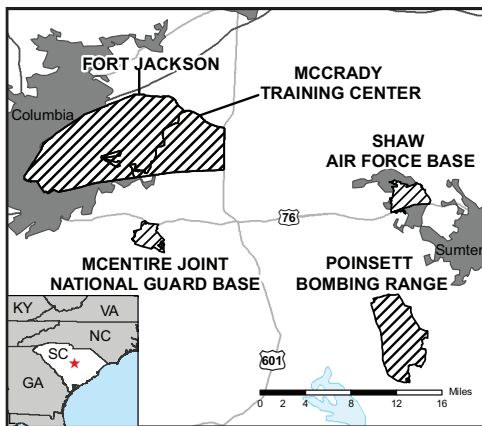 FORT JACKSON
MCCRADY
TRAINING CENTER
Columbia
SHAW
AIR FORCE BASE
76
Sumter
MCENTIRE JOINT
NATIONAL GUARD BASE
POINSETT
BOMBING RANGE
KY
VA
NC
SC
GA
601
Miles
0 2 4 8 12 16